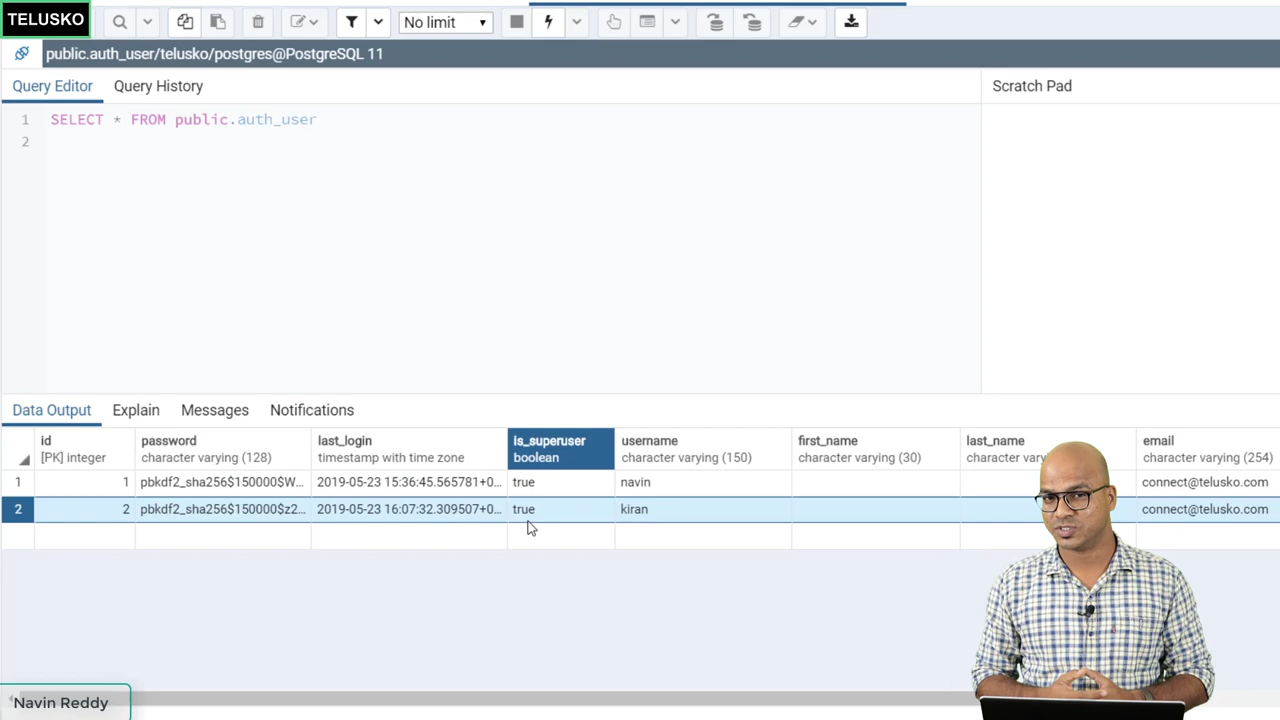 TELUSKO
No limit
public.auth_user/telusko/postgres@PostgreSQL 11
Query Editor Query History Scratch Pad
1 SELECT * FROM public.auth_user
2
Data Output Explain Messages Notifications
id password last_login is_superuser username first_name last_name email
[PK] integer character varying (128) timestamp with time zone boolean character varying (150) character varying (30) character varying (254)
1 1 pbkdf2_sha256$150000$W... 2019-05-23 15:36:45.565781+0... true navin connect@telusko.com
2 2 pbkdf2_sha256$150000$z2... 2019-05-23 16:07:32.309507+0... true kiran connect@telusko.com
Navin Reddy